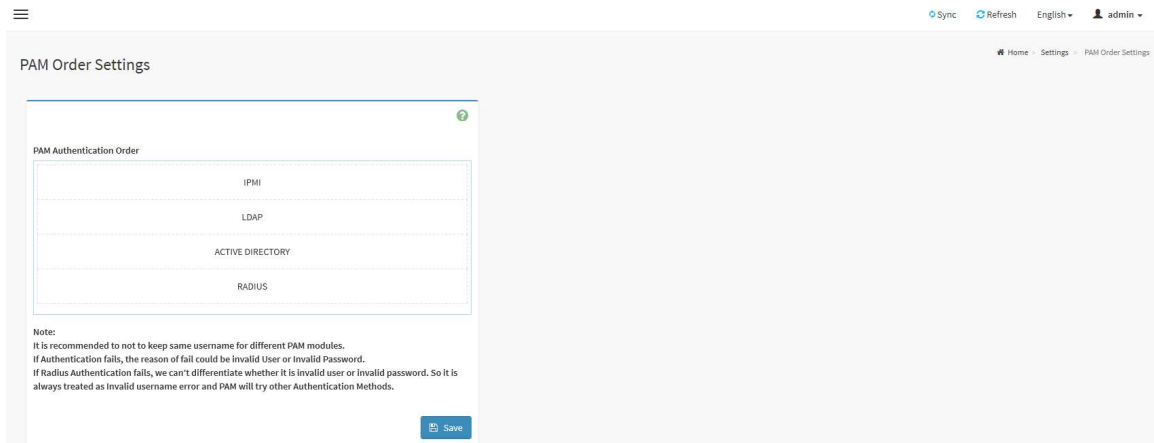 Sync Refresh English admin
Home > Settings > PAM Order Settings
PAM Order Settings
PAM Authentication Order
IPMI
LDAP
ACTIVE DIRECTORY
RADIUS
Note:
It is recommended to not to keep same username for different PAM modules.
If Authentication fails, the reason of fail could be invalid User or Invalid Password.
If Radius Authentication fails, we can't differentiate whether it is invalid user or invalid password. So it is
always treated as Invalid username error and PAM will try other Authentication Methods.
Save